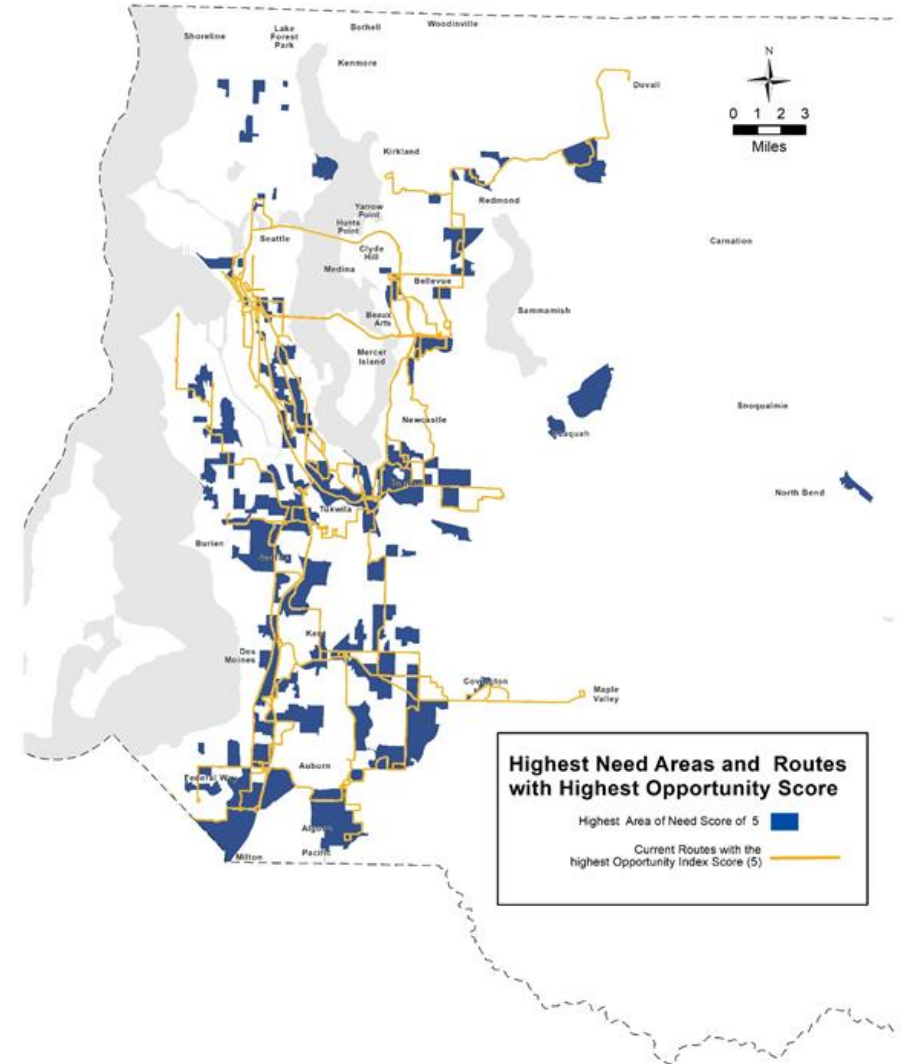 Shoreline
Lake
Forest
Park
Bothell
Woodinville
Kenmore
N
Duvall
0 1 2 3
Miles
Kirkland
Redmond
Yarrow
Point
Hunts
Point
Seattle
Clyde
Hill
Carnation
Medina
Bellevue
Beaux
Arts
Sammamish
Mercer
Island
Newcastle
Snoqualmie
North Bend
Tukwila
Burien
Kent
Des
Moines
Covington
Maple
Valley
Highest Need Areas and Routes
with Highest Opportunity Score
Highest Area of Need Score of 5
Current Routes with the
highest Opportunity Index Score (5)
Auburn
Federal Way
Algona
Pacific
Milton